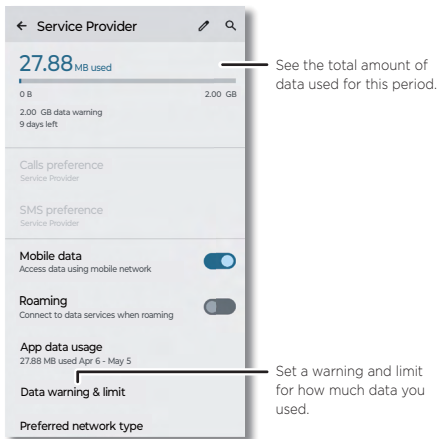 ← Service Provider
27.88 MB used
0 B 2.00 GB
2.00 GB data warning
9 days left
Calls preference
Service Provider
SMS preference
Service Provider
Mobile data
Access data using mobile network
Roaming
Connect to data services when roaming
App data usage
27.88 MB used Apr 6 - May 5
Data warning & limit
Preferred network type
See the total amount of
data used for this period.
Set a warning and limit
for how much data you
used.